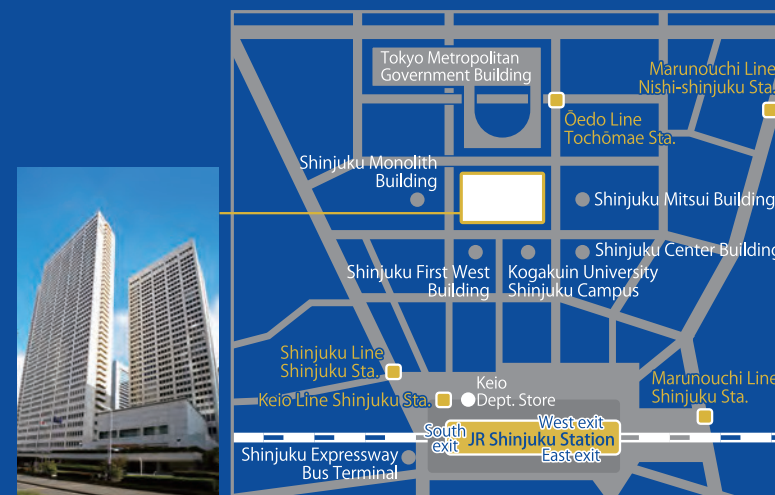 Tokyo Metropolitan
Government Building
Marunouchi Line
Nishi-shinjuku Sta.
Ōedo Line
Tochōmae Sta.
Shinjuku Monolith
Building
Shinjuku Mitsui Building
Shinjuku Center Building
Shinjuku First West
Building
Kogakuin University
Shinjuku Campus
Shinjuku Line
Shinjuku Sta.
Keio Line Shinjuku Sta.
Keio
Dept. Store
Marunouchi Line
Shinjuku Sta.
South
exit
West exit
JR Shinjuku Station
East exit
Shinjuku Expressway
Bus Terminal